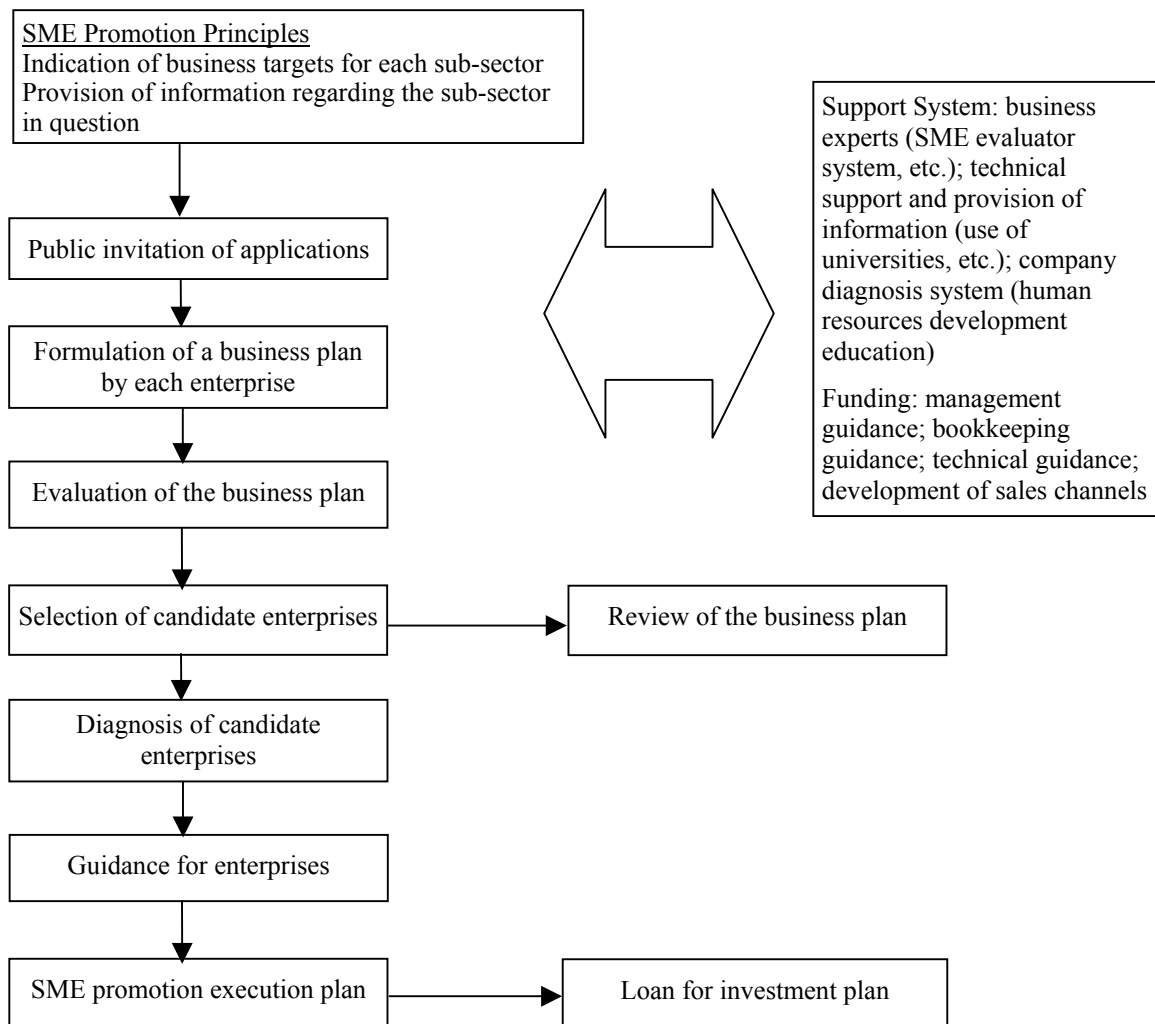 SME Promotion Principles
Indication of business targets for each sub-sector
Provision of information regarding the sub-sector
in question
Support System: business
experts (SME evaluator
system, etc.); technical
support and provision of
information (use of
universities, etc.); company
diagnosis system (human
resources development
education)
Funding: management
guidance; bookkeeping
guidance; technical guidance;
development of sales channels
Public invitation of applications
Formulation of a business plan
by each enterprise
Evaluation of the business plan
Selection of candidate enterprises
Review of the business plan
Diagnosis of candidate
enterprises
Guidance for enterprises
SME promotion execution plan
Loan for investment plan